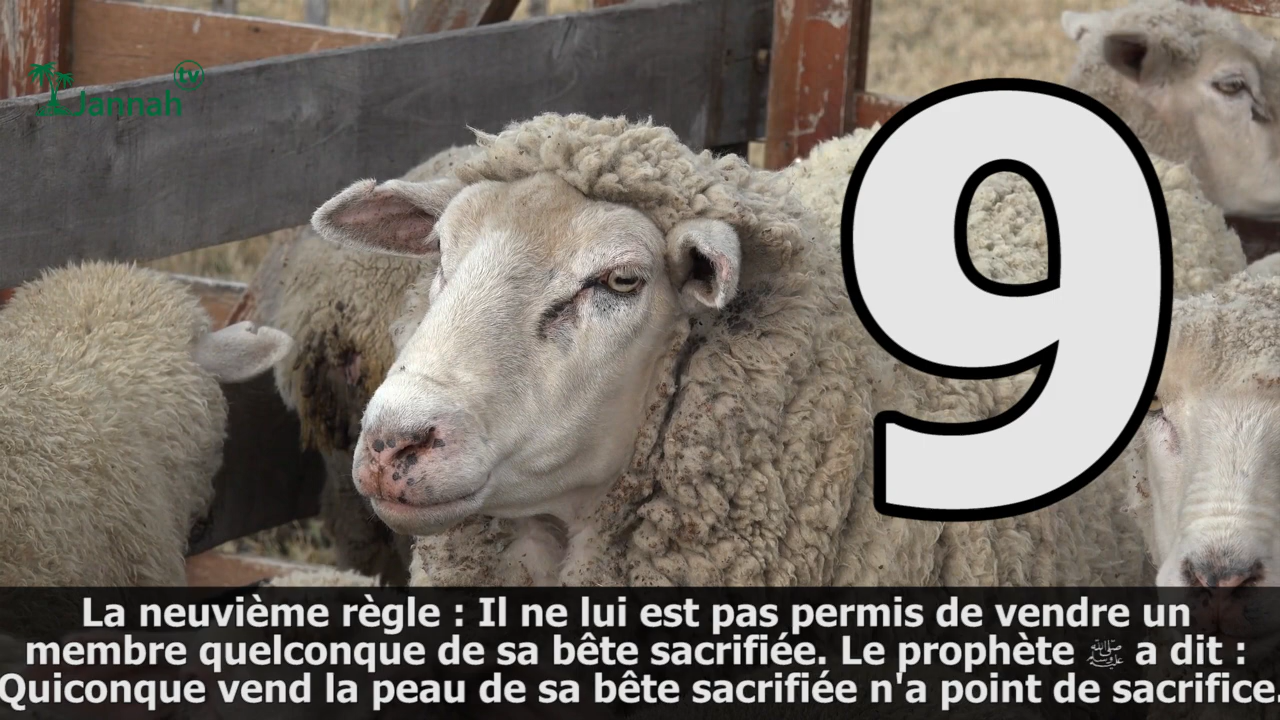 Jannah tv
9
La neuvième règle : Il ne lui est pas permis de vendre un
membre quelconque de sa bête sacrifiée. Le prophète ﷺ a dit :
Quiconque vend la peau de sa bête sacrifiée n'a point de sacrifice.